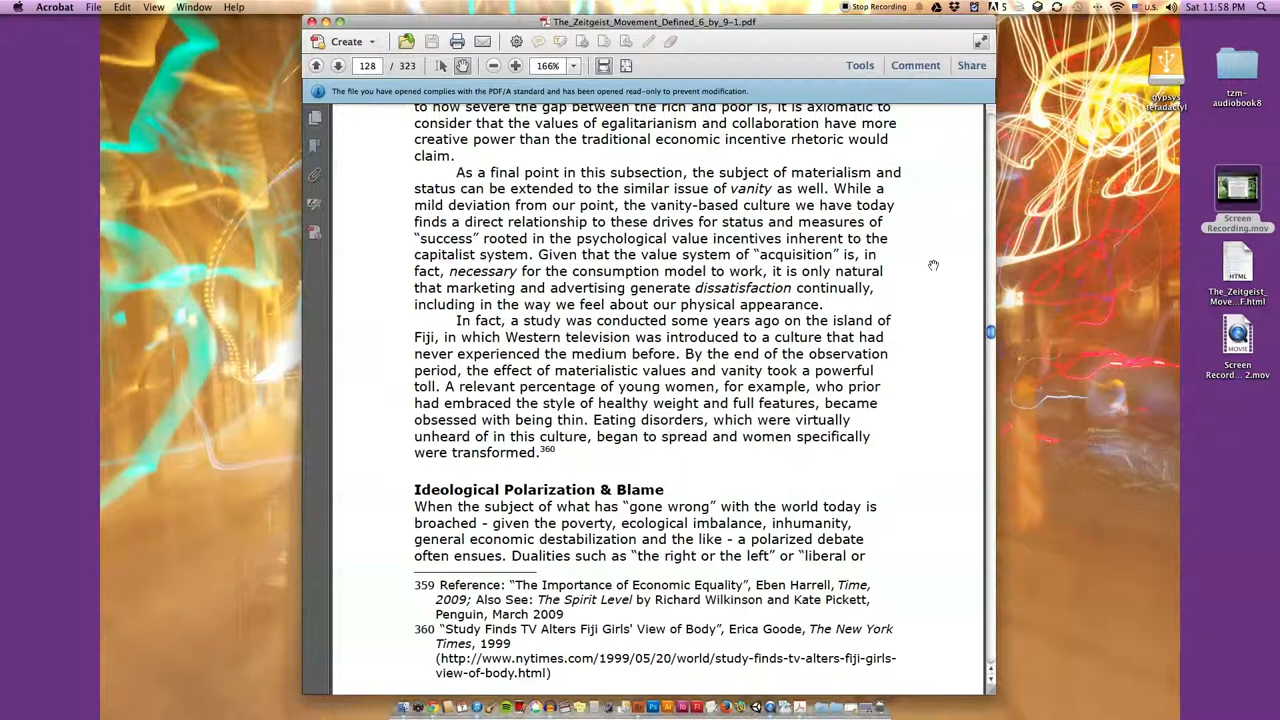 Acrobat File Edit View Window Help
Stop Recording
5
U.S.
Sat 11:58 PM
The_Zeitgeist_Movement_Defined_6_by_9-1.pdf
Create
128 / 323
166%
Tools Comment Share
The file you have opened complies with the PDF/A standard and has been opened read-only to prevent modification.
to how severe the gap between the rich and poor is, it is axiomatic to
consider that the values of egalitarianism and collaboration have more
creative power than the traditional economic incentive rhetoric would
claim.
As a final point in this subsection, the subject of materialism and
status can be extended to the similar issue of vanity as well. While a
mild deviation from our point, the vanity-based culture we have today
finds a direct relationship to these drives for status and measures of
“success” rooted in the psychological value incentives inherent to the
capitalist system. Given that the value system of “acquisition” is, in
fact, necessary for the consumption model to work, it is only natural
that marketing and advertising generate dissatisfaction continually,
including in the way we feel about our physical appearance.
In fact, a study was conducted some years ago on the island of
Fiji, in which Western television was introduced to a culture that had
never experienced the medium before. By the end of the observation
period, the effect of materialistic values and vanity took a powerful
toll. A relevant percentage of young women, for example, who prior
had embraced the style of healthy weight and full features, became
obsessed with being thin. Eating disorders, which were virtually
unheard of in this culture, began to spread and women specifically
were transformed.360
Ideological Polarization & Blame
When the subject of what has “gone wrong” with the world today is
broached - given the poverty, ecological imbalance, inhumanity,
general economic destabilization and the like - a polarized debate
often ensues. Dualities such as “the right or the left” or “liberal or
359 Reference: “The Importance of Economic Equality”, Eben Harrell, Time,
2009; Also See: The Spirit Level by Richard Wilkinson and Kate Pickett,
Penguin, March 2009
360 “Study Finds TV Alters Fiji Girls' View of Body”, Erica Goode, The New York
Times, 1999
(http://www.nytimes.com/1999/05/20/world/study-finds-tv-alters-fiji-girls-
view-of-body.html)
gypsys
teradactyl
tzm-
audiobook8
Screen
Recording.mov
HTML
The_Zeitgeist_
Move...F.html
MOVIE
Screen
Record... 2.mov